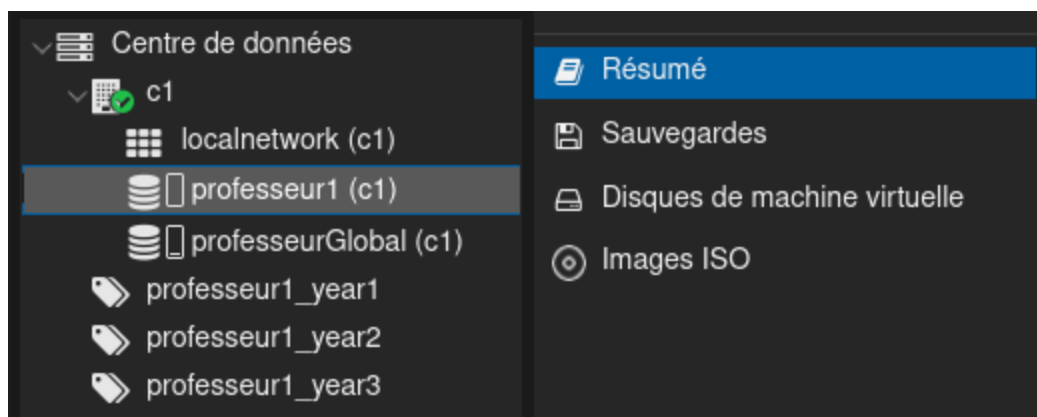 Centre de données
c1
localnetwork (c1)
professeur1 (c1)
professeurGlobal (c1)
professeur1_year1
professeur1_year2
professeur1_year3
Résumé
Sauvegardes
Disques de machine virtuelle
Images ISO